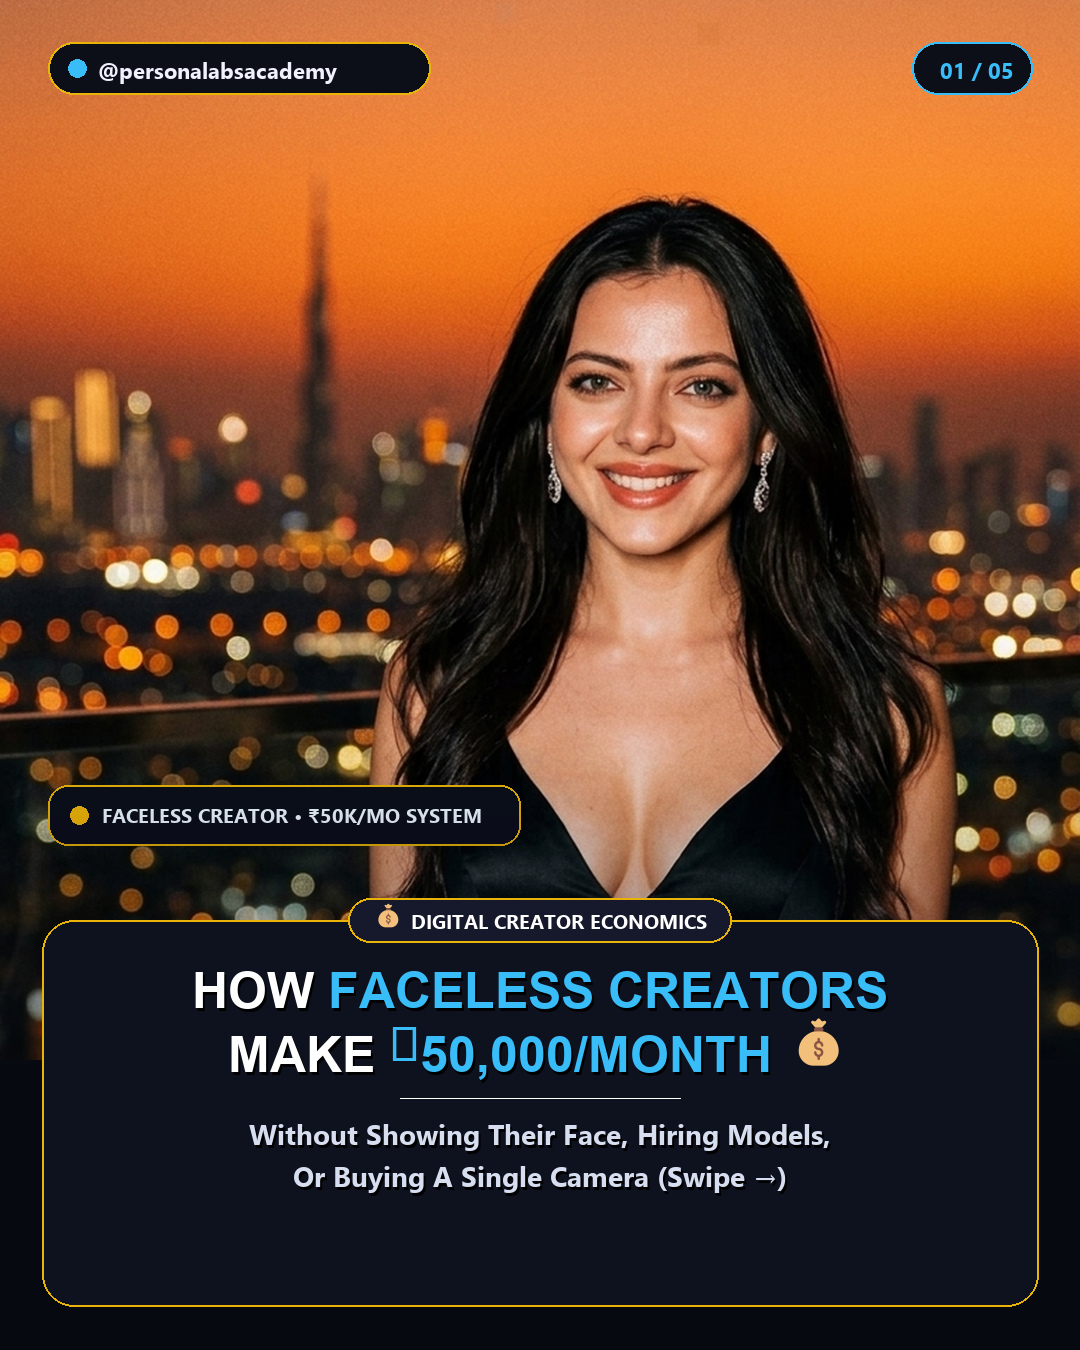 @personalabsacademy
01 / 05
FACELESS CREATOR • ₹50K/MO SYSTEM
DIGITAL CREATOR ECONOMICS
HOW FACELESS CREATORS
MAKE 50,000/MONTH
Without Showing Their Face, Hiring Models,
Or Buying A Single Camera (Swipe →)